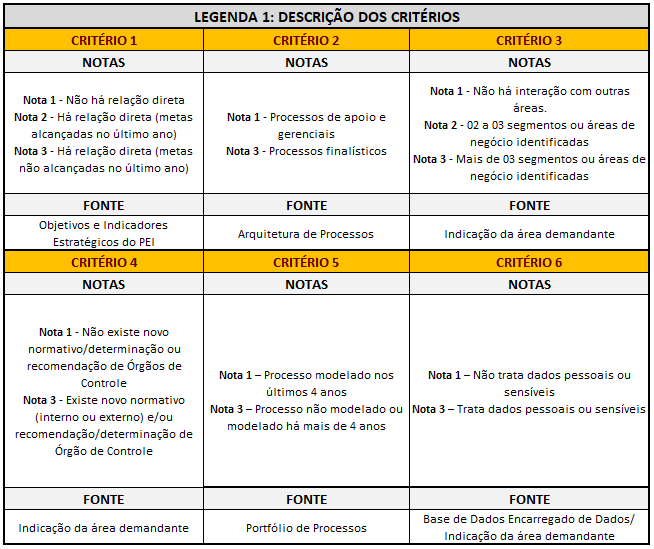 LEGENDA 1: DESCRIÇÃO DOS CRITÉRIOS
CRITÉRIO 1
CRITÉRIO 2
CRITÉRIO 3
NOTAS
NOTAS
NOTAS
Nota 1 - Não há relação direta
Nota 2 - Há relação direta (metas
alcançadas no último ano)
Nota 3 - Há relação direta (metas
não alcançadas no último ano)
Nota 1 - Processos de apoio e
gerenciais
Nota 3 - Processos finalísticos
Nota 1 - Não há interação com outras
áreas.
Nota 2 - 02 a 03 segmentos ou áreas de
negócio identificadas
Nota 3 - Mais de 03 segmentos ou áreas de
negócio identificadas
FONTE
FONTE
FONTE
Objetivos e Indicadores
Estratégicos do PEI
Arquitetura de Processos
Indicação da área demandante
CRITÉRIO 4
CRITÉRIO 5
CRITÉRIO 6
NOTAS
NOTAS
NOTAS
Nota 1 - Não existe novo
normativo/determinação ou
recomendação de Órgãos de
Controle
Nota 3 - Existe novo normativo
(interno ou externo) e/ou
recomendação/determinação de
Órgão de Controle
Nota 1 – Processo modelado nos
últimos 4 anos
Nota 3 – Processo não modelado ou
modelado há mais de 4 anos
Nota 1 – Não trata dados pessoais ou
sensíveis
Nota 3 – Trata dados pessoais ou sensíveis
FONTE
FONTE
FONTE
Indicação da área demandante
Portfólio de Processos
Base de Dados Encarregado de Dados/
Indicação da área demandante